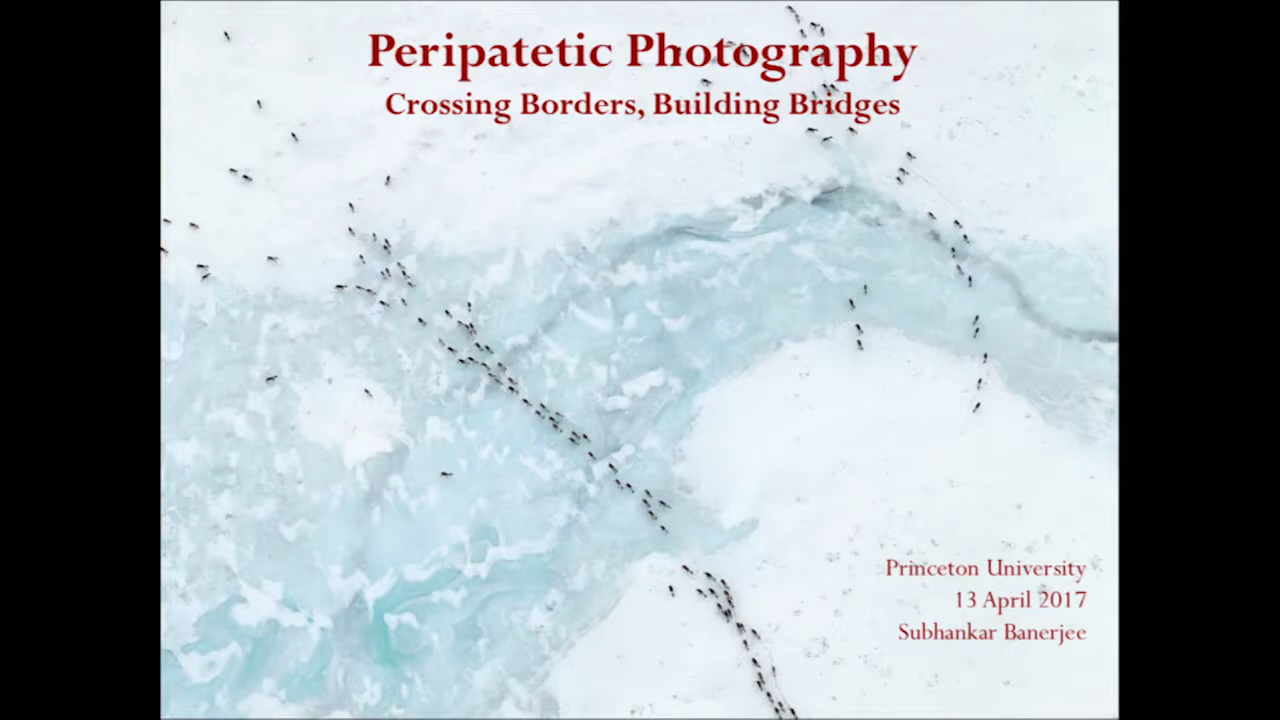 Peripatetic Photography
Crossing Borders, Building Bridges
Princeton University
13 April 2017
Subhankar Banerjee